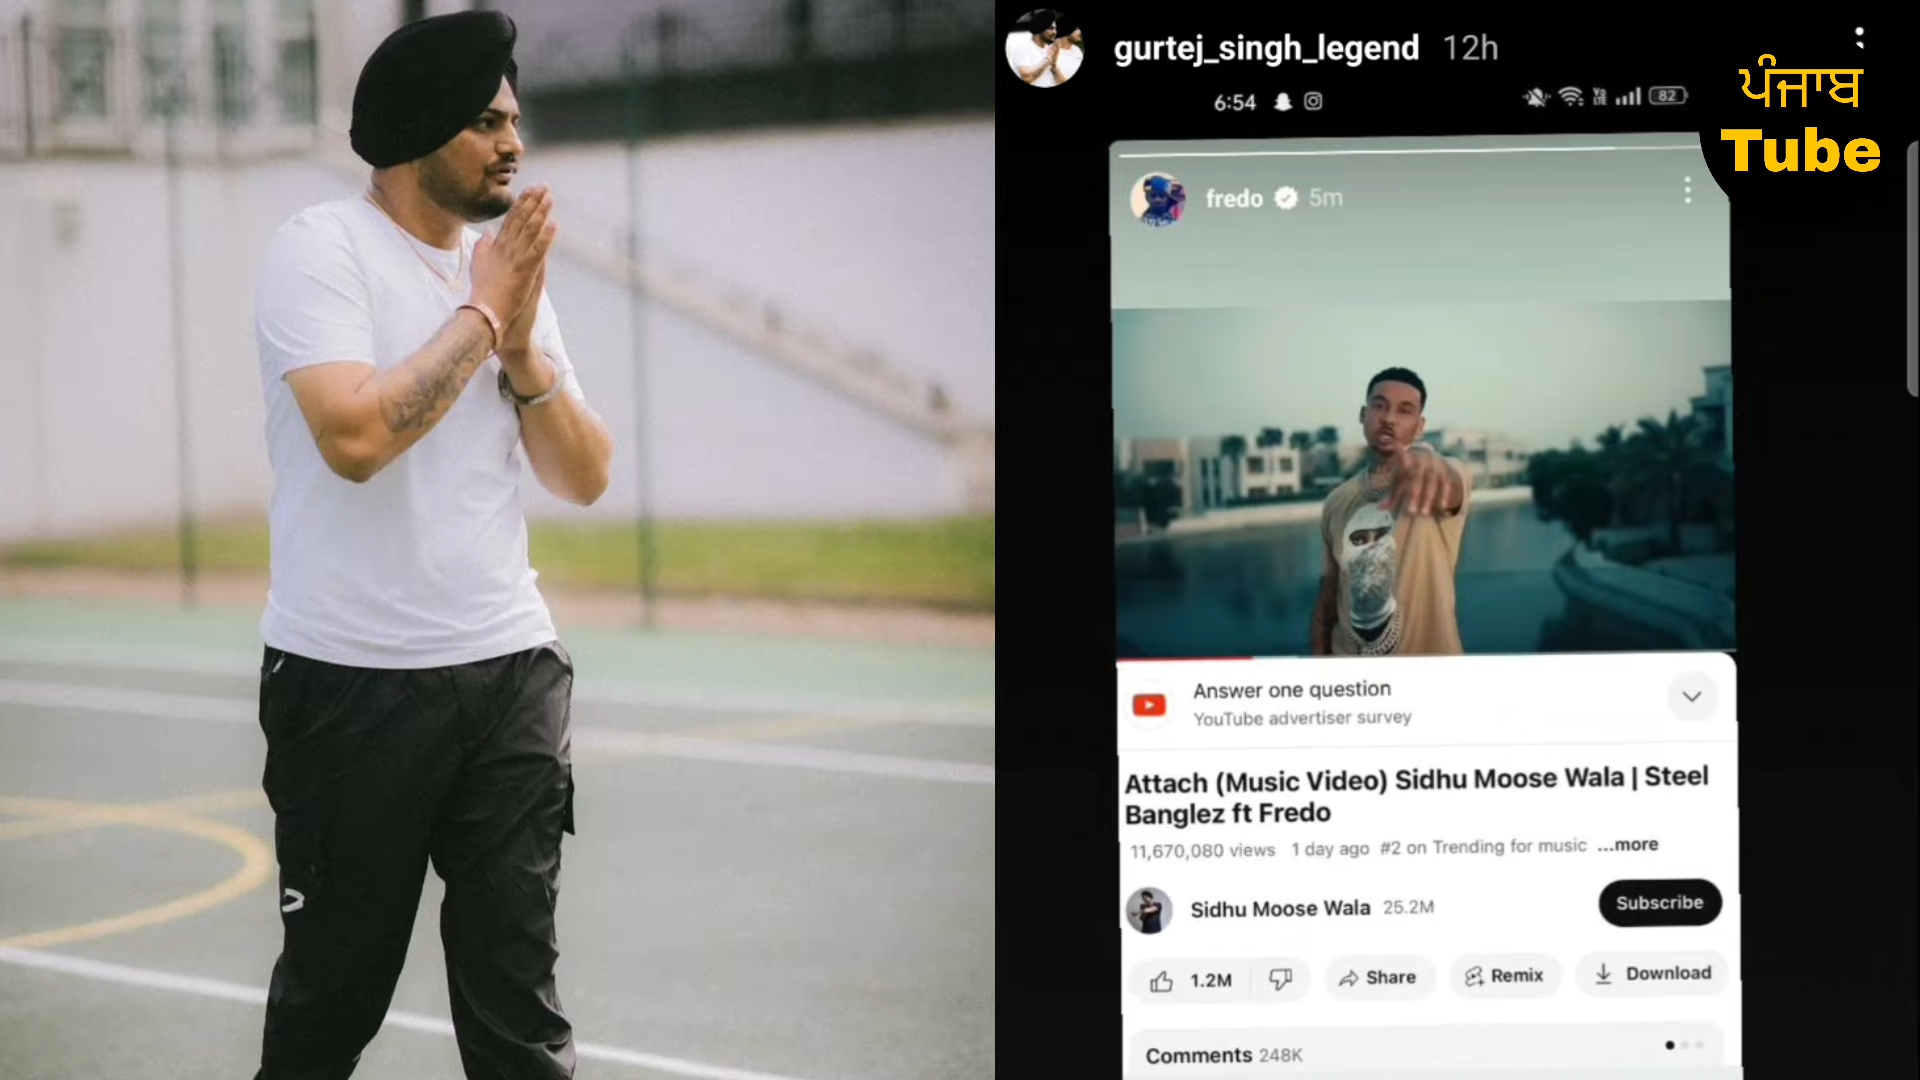 gurtej_singh_legend 12h
6:54
82
ਪੰਜਾਬ
Tube
fredo 5m
Answer one question
YouTube advertiser survey
Attach (Music Video) Sidhu Moose Wala | Steel
Banglez ft Fredo
11,670,080 views 1 day ago #2 on Trending for music ...more
Sidhu Moose Wala 25.2M
Subscribe
1.2M Share Remix Download
Comments 248K